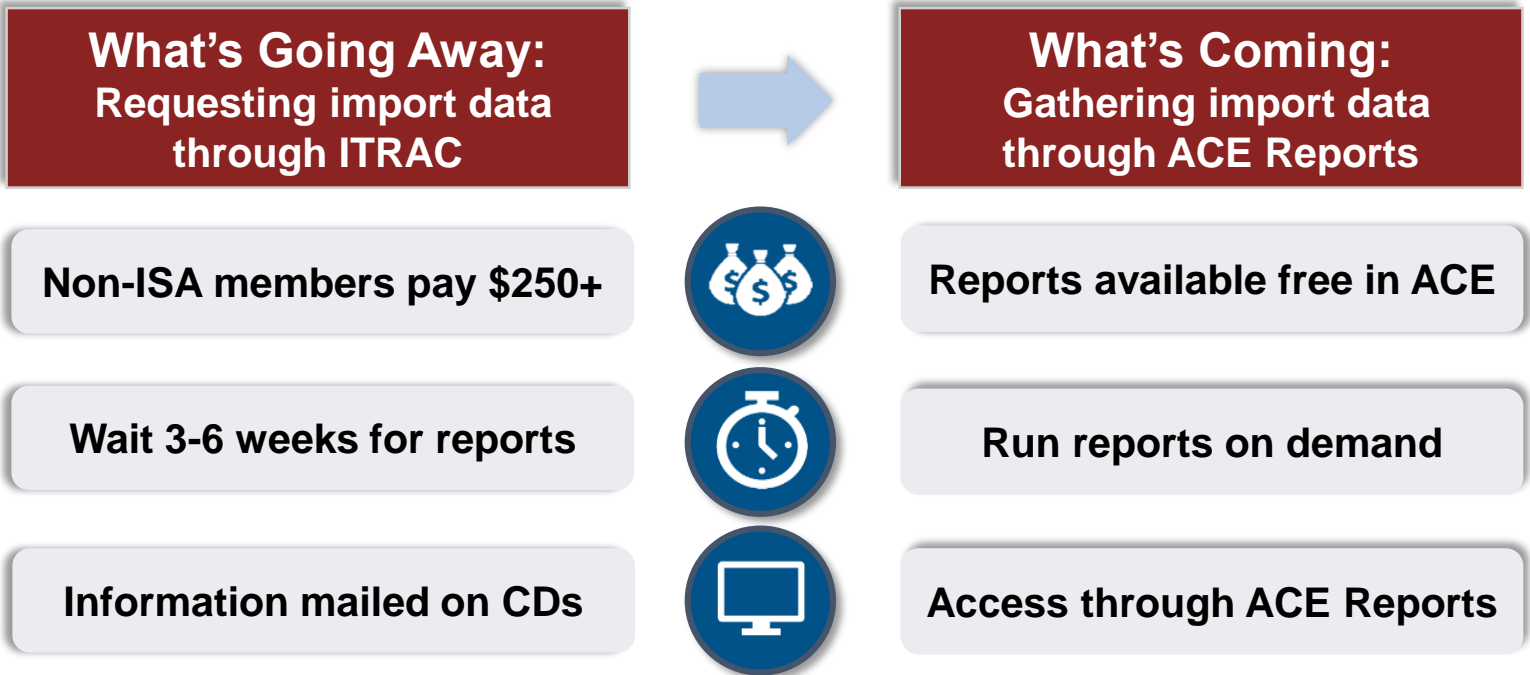 What’s Going Away:
Requesting import data
through ITRAC
What’s Coming:
Gathering import data
through ACE Reports
Non-ISA members pay $250+
$ $ $
Reports available free in ACE
Wait 3-6 weeks for reports
Run reports on demand
Information mailed on CDs
Access through ACE Reports